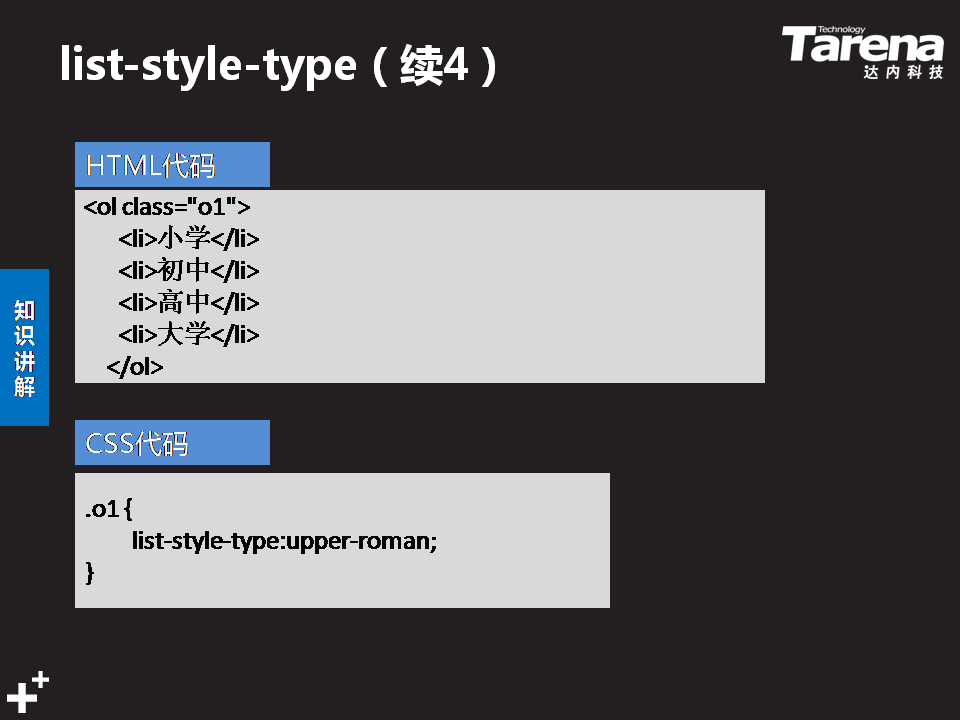 list-style-type（续4）
Technology
Tarena
达内科技
HTML代码
<ol class="o1">
<li>小学</li>
<li>初中</li>
<li>高中</li>
<li>大学</li>
</ol>
知识讲解
CSS代码
.o1 {
list-style-type:upper-roman;
}